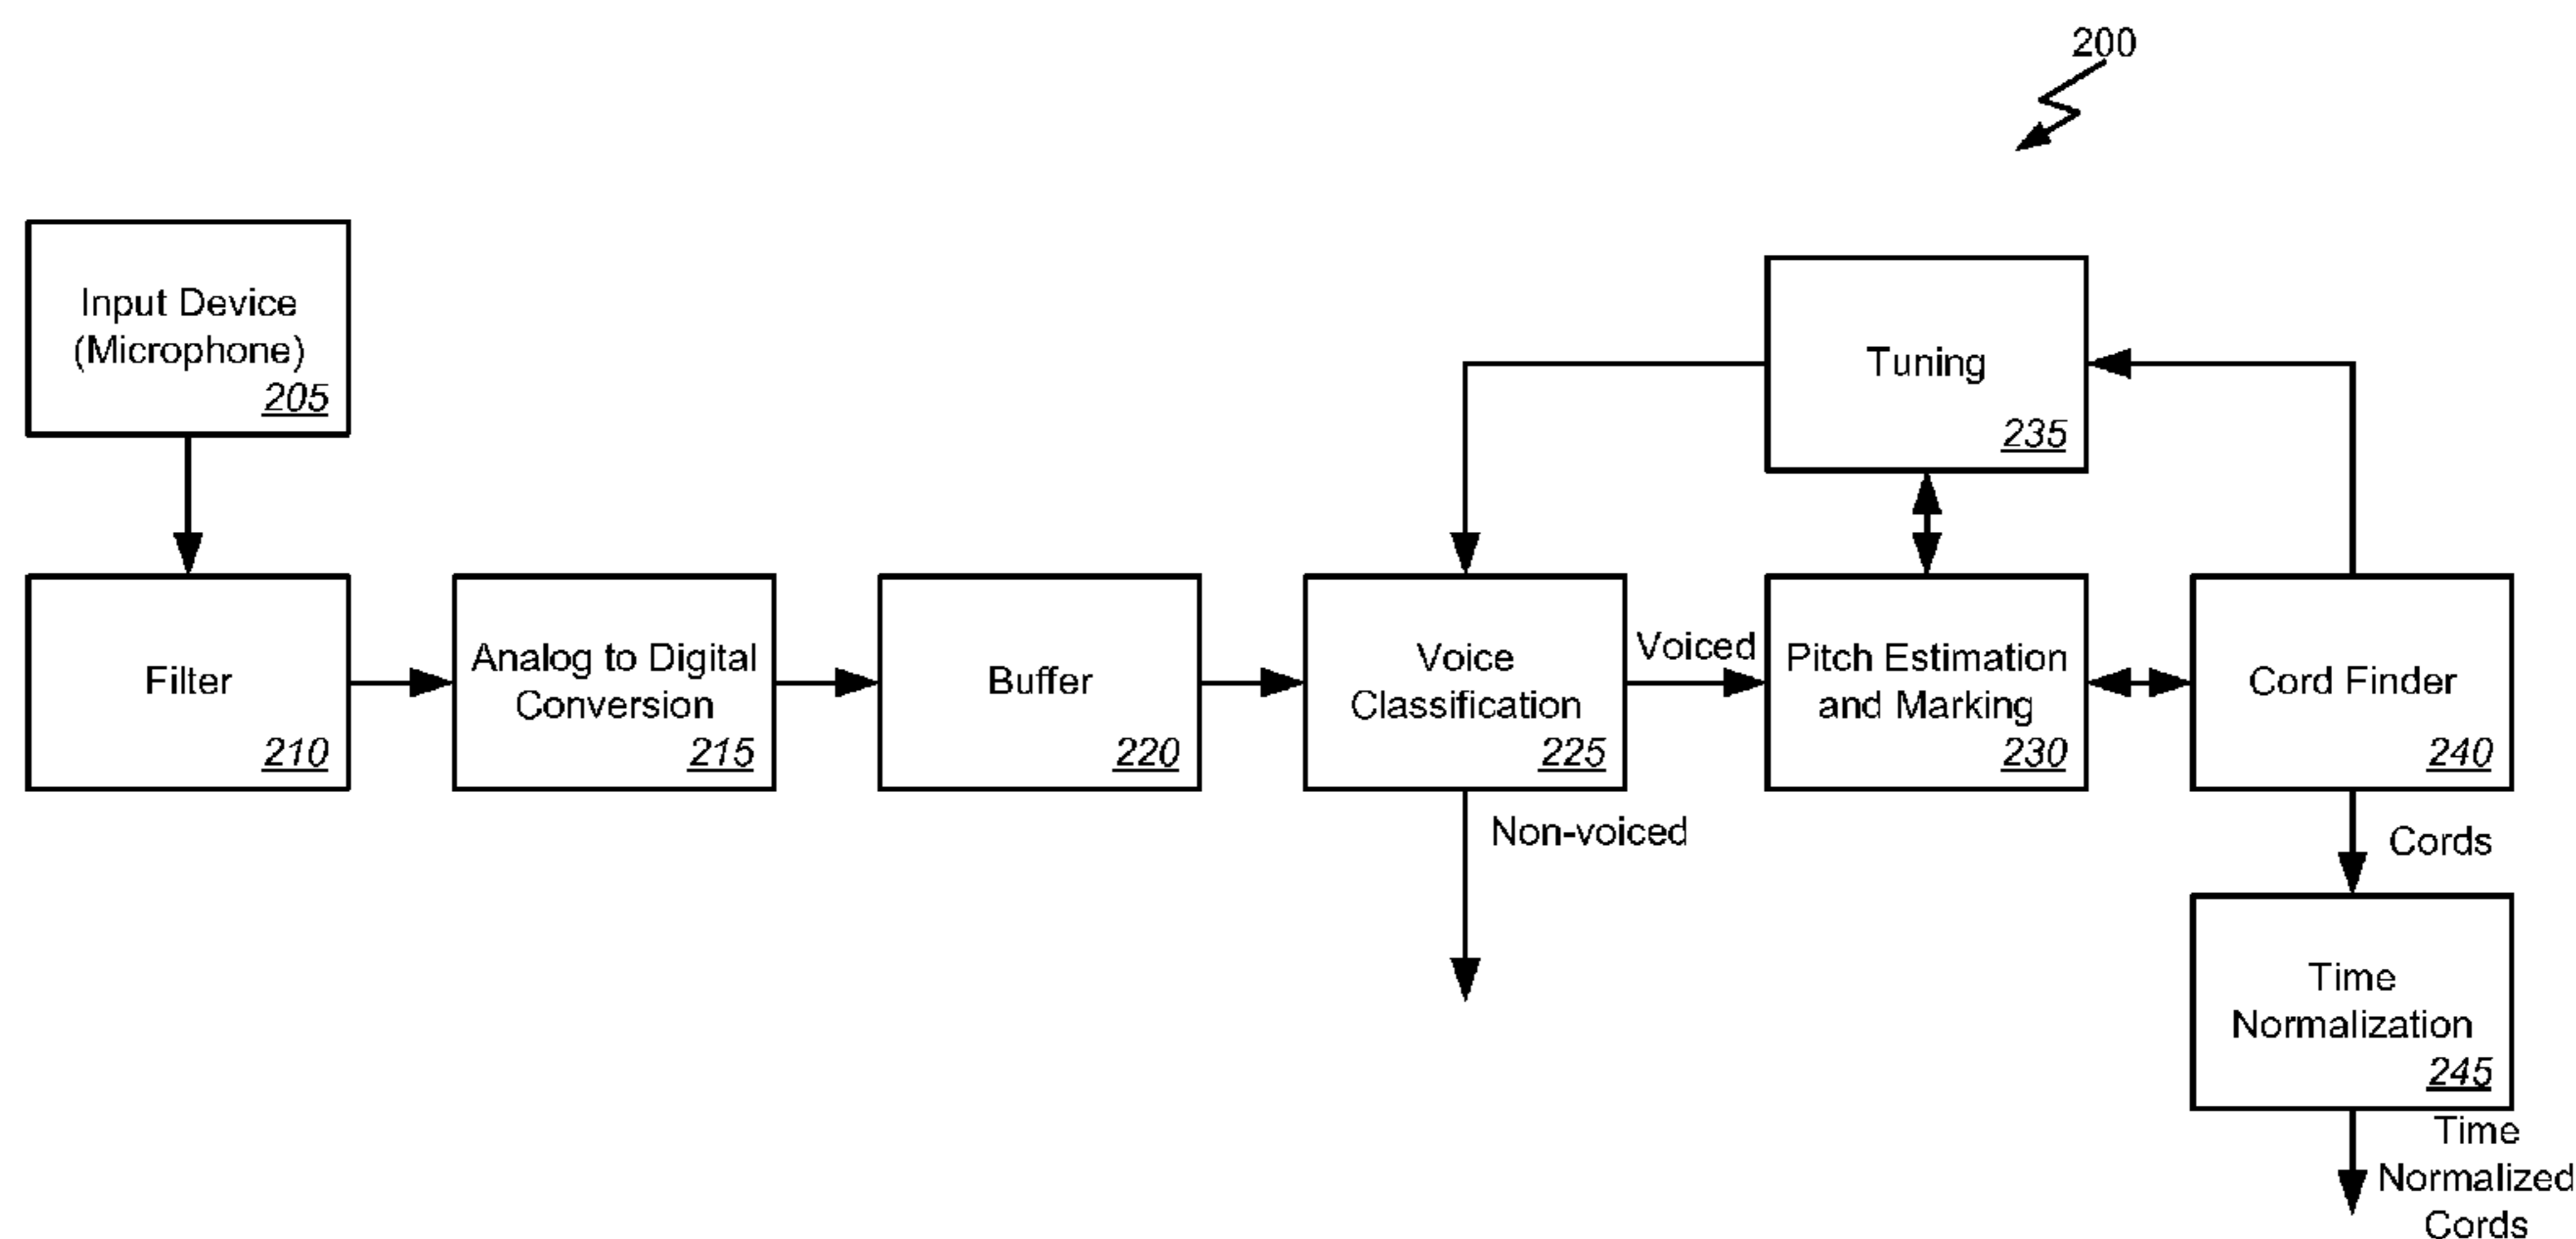 200
Input Device
(Microphone)
205
Tuning
235
Filter
210
Analog to Digital
Conversion
215
Buffer
220
Voice
Classification
225
Voiced
Pitch Estimation
and Marking
230
Cord Finder
240
Non-voiced
Cords
Time
Normalization
245
Time
Normalized
Cords